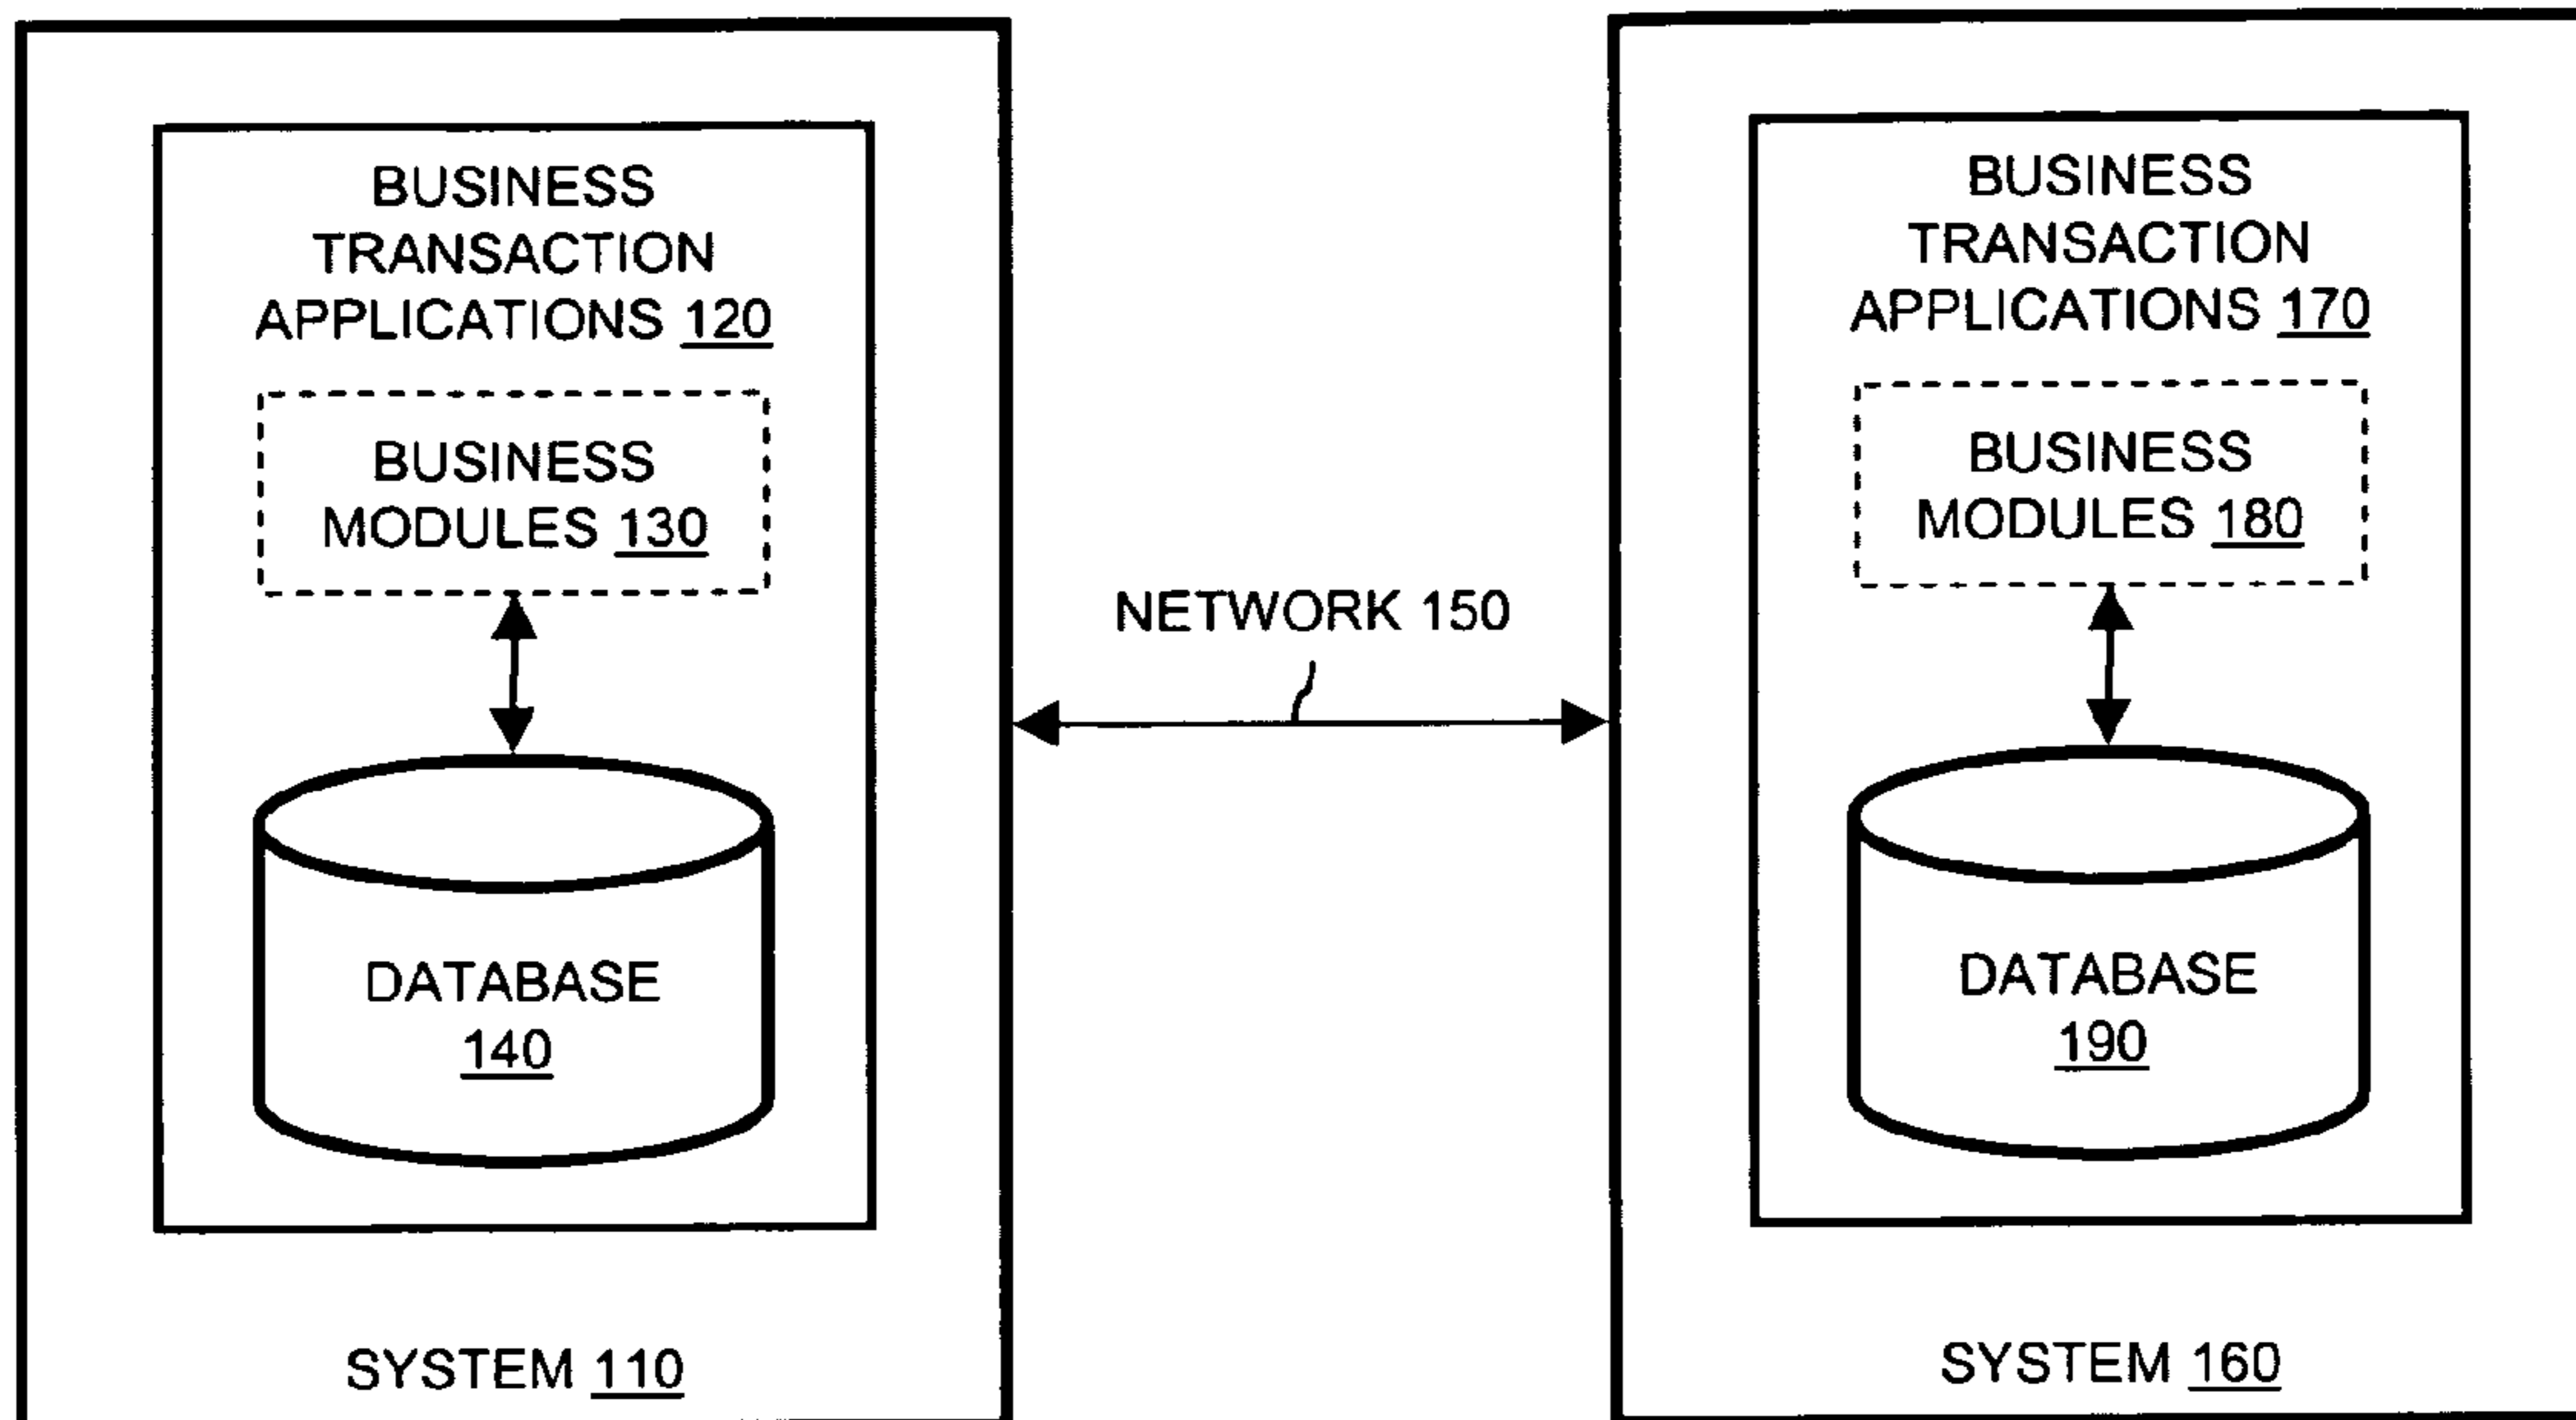 BUSINESS
TRANSACTION
APPLICATIONS 120
BUSINESS
MODULES 130
DATABASE
140
SYSTEM 110
NETWORK 150
BUSINESS
TRANSACTION
APPLICATIONS 170
BUSINESS
MODULES 180
DATABASE
190
SYSTEM 160